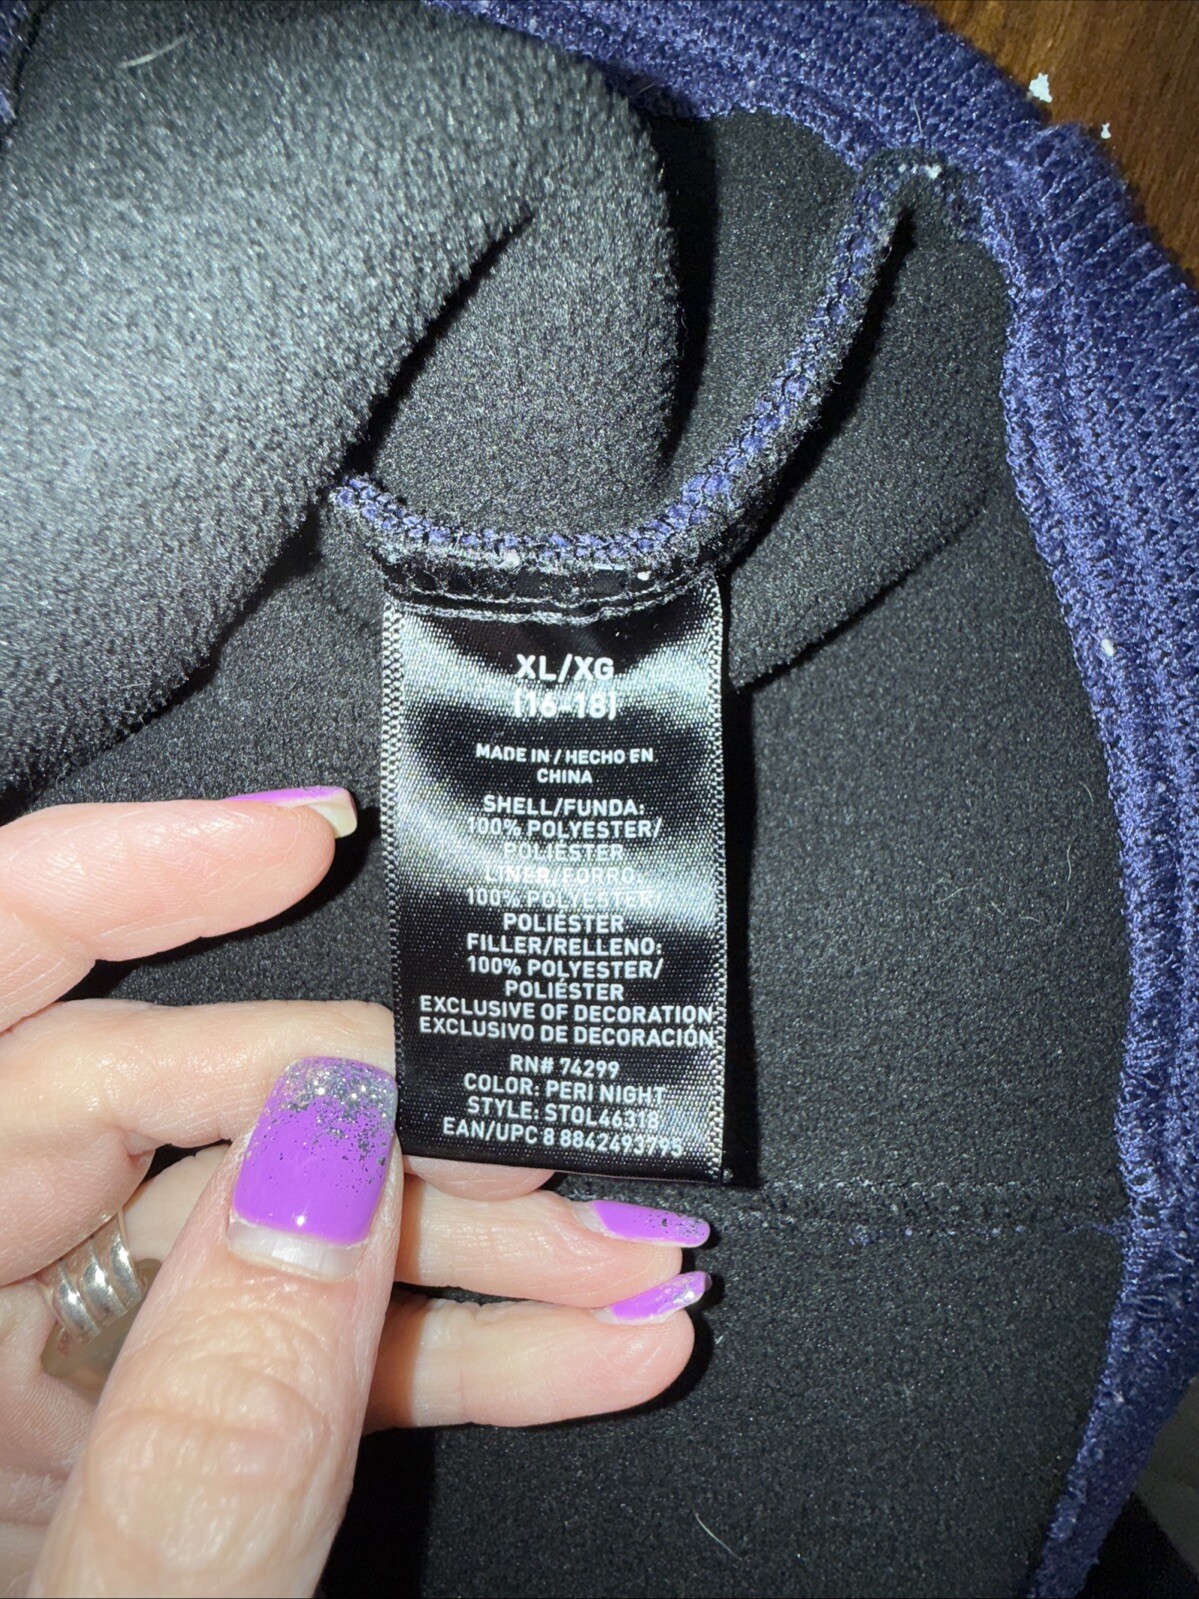 XL/XG
(16-18)
MADE IN / HECHO EN
CHINA
SHELL/FUNDA:
100% POLYESTER/
POLIÉSTER
LINER/FORRO:
100% POLYESTER/
POLIÉSTER
FILLER/RELLENO:
100% POLYESTER/
POLIÉSTER
EXCLUSIVE OF DECORATION
EXCLUSIVO DE DECORACIÓN
RN# 74299
COLOR: PERI NIGHT
STYLE: STOL46318
EAN/UPC 8 8842493795